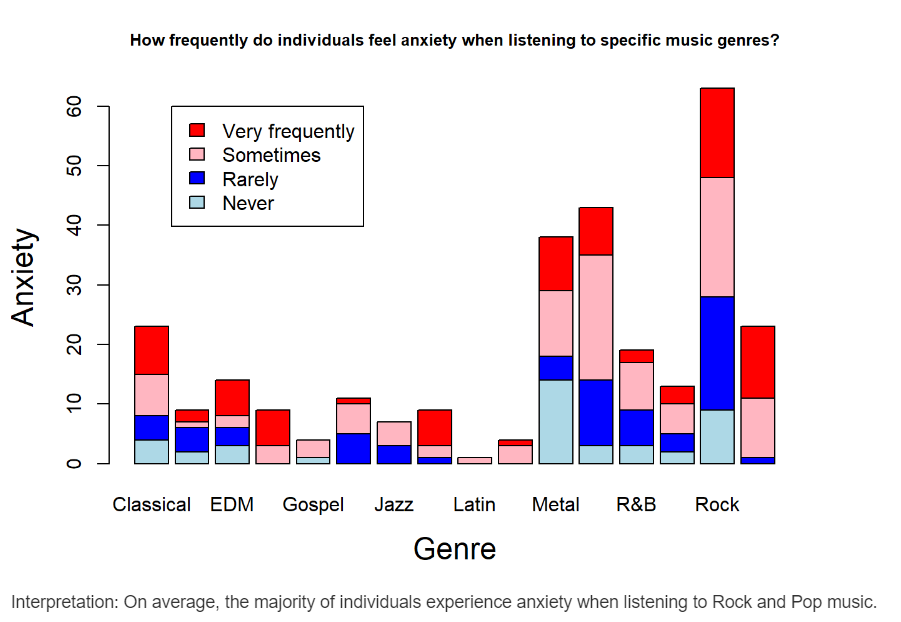 How frequently do individuals feel anxiety when listening to specific music genres?
60
50
40
30
20
10
0
Anxiety
Very frequently
Sometimes
Rarely
Never
Classical EDM Gospel Jazz Latin Metal R&B Rock
Genre
Interpretation: On average, the majority of individuals experience anxiety when listening to Rock and Pop music.